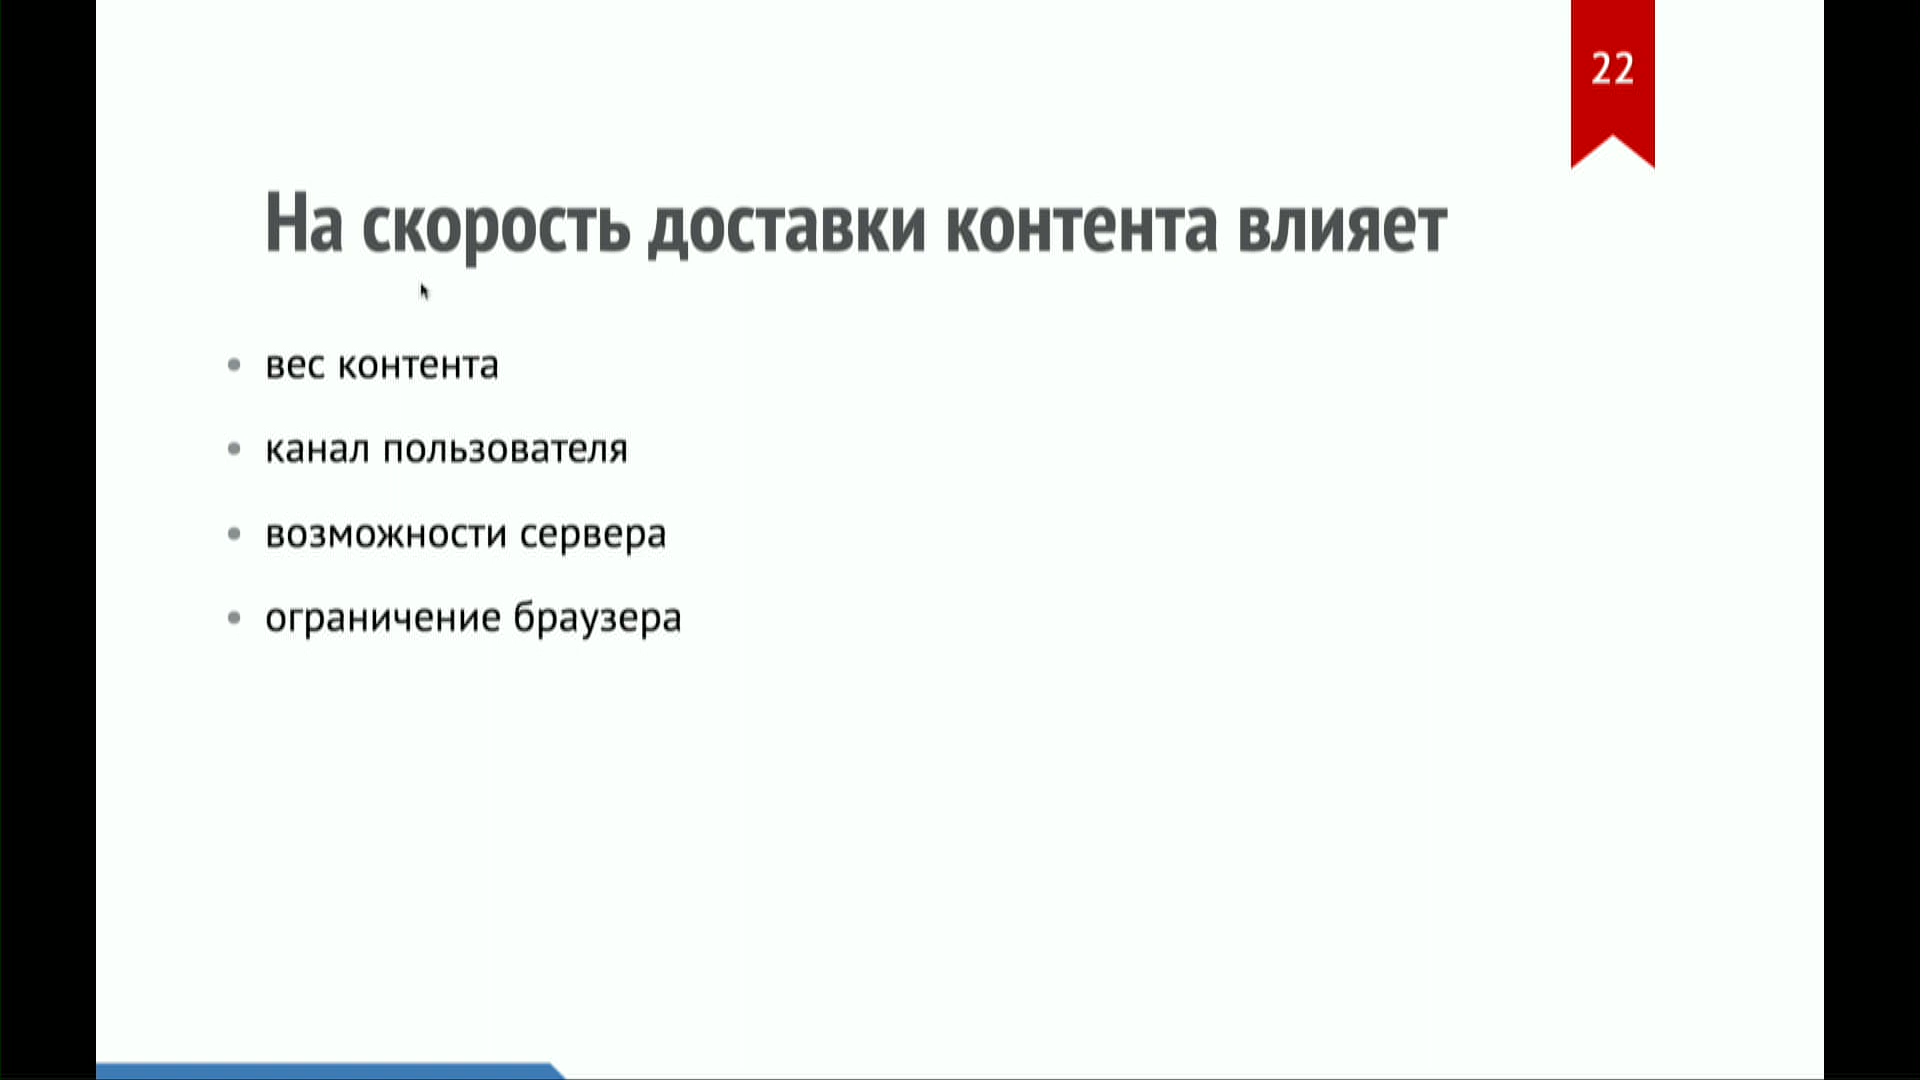 22
На скорость доставки контента влияет
• вес контента
• канал пользователя
• возможности сервера
• ограничение браузера